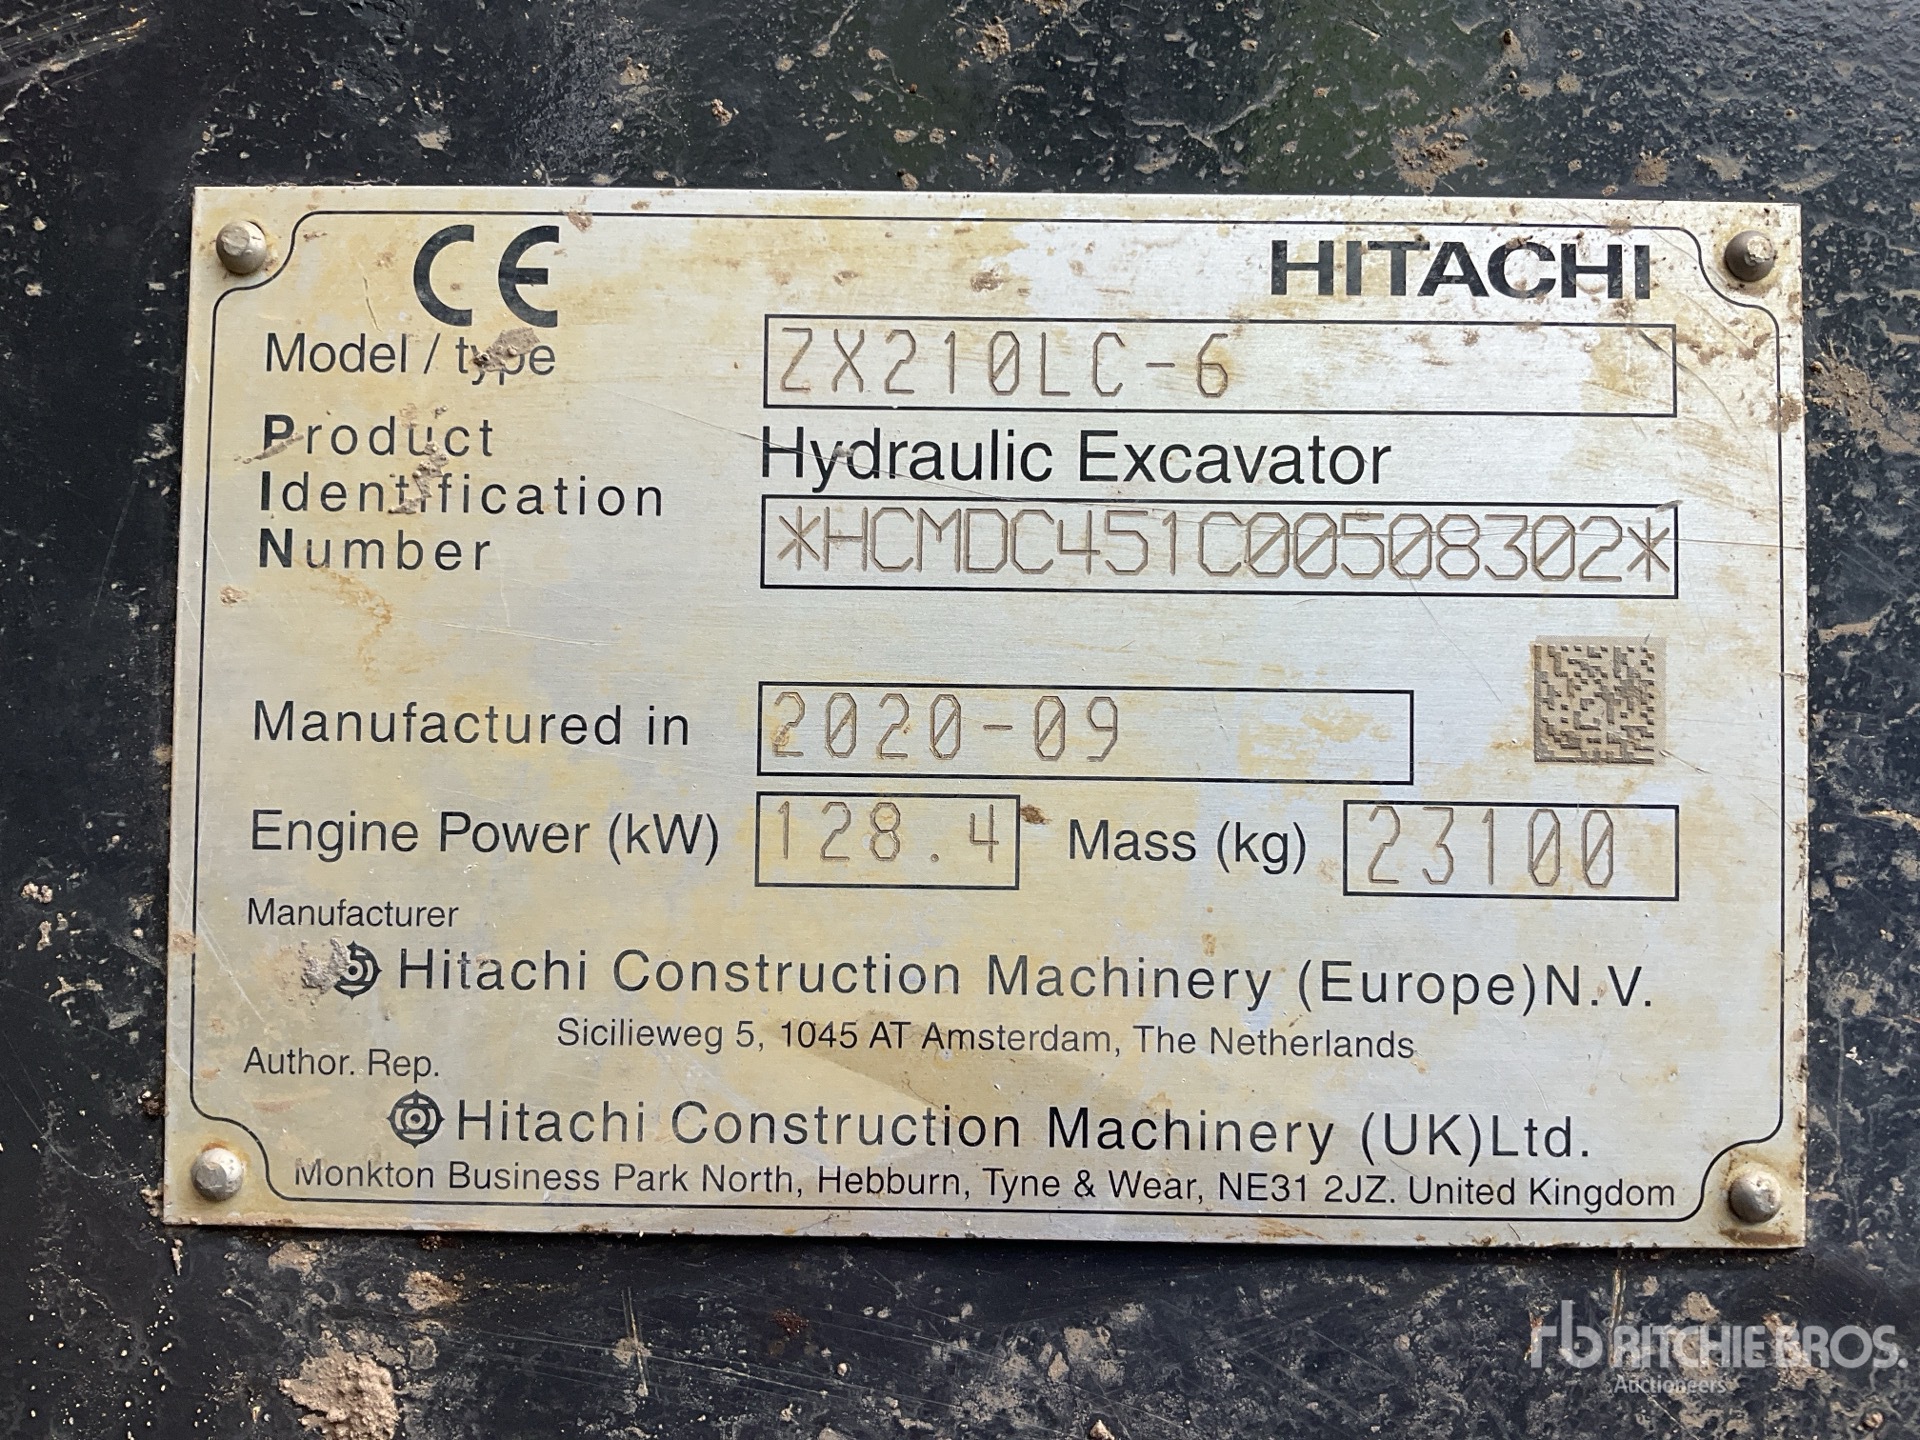 CE HITACHI
Model / type ZX210LC-6
Product Hydraulic Excavator
Identification
Number *HCMDC451C00508302*
Manufactured in 2020-09
Engine Power (kW) 128.4 Mass (kg) 23100
Manufacturer
Hitachi Construction Machinery (Europe)N.V.
Sicilieweg 5, 1045 AT Amsterdam, The Netherlands
Author. Rep.
Hitachi Construction Machinery (UK)Ltd.
Monkton Business Park North, Hebburn, Tyne & Wear, NE31 2JZ. United Kingdom
rb RITCHIE BROS.
Auctioneers